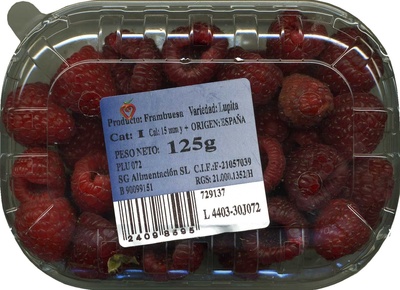 Producto: Frambuesa Variedad: Lupita
Cat: I Cal: 15 mm y + ORIGEN: ESPAÑA
PESO NETO: 125g
PLU 072
SG Alimentación SL C.I.F.:F-21057039
B 90099151 RGS: 21.000.1352/H
729137
L 4403-30J072
24098695